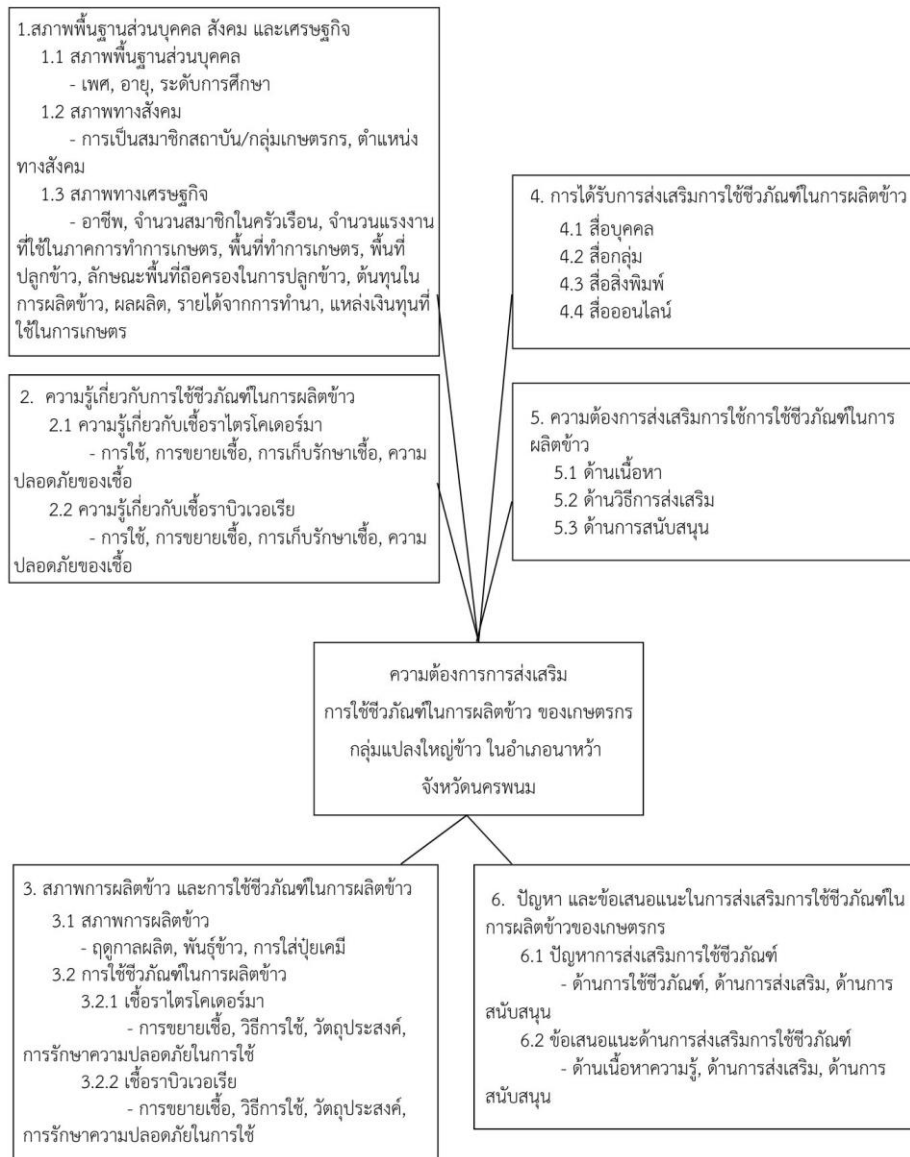 1.สภาพพื้นฐานส่วนบุคคล สังคม และเศรษฐกิจ
1.1 สภาพพื้นฐานส่วนบุคคล
- เพศ, อายุ, ระดับการศึกษา
1.2 สภาพทางสังคม
- การเป็นสมาชิกสถาบัน/กลุ่มเกษตรกร, ตำแหน่ง
ทางสังคม
1.3 สภาพทางเศรษฐกิจ
- อาชีพ, จำนวนสมาชิกในครัวเรือน, จำนวนแรงงาน
ที่ใช้ในภาคการทำการเกษตร, พื้นที่ทำการเกษตร, พื้นที่
ปลูกข้าว, ลักษณะพื้นที่ถือครองในการปลูกข้าว, ต้นทุนใน
การผลิตข้าว, ผลผลิต, รายได้จากการทำนา, แหล่งเงินทุนที่
ใช้ในการเกษตร
2. ความรู้เกี่ยวกับการใช้ชีวภัณฑ์ในการผลิตข้าว
2.1 ความรู้เกี่ยวกับเชื้อราไตรโคเดอร์มา
- การใช้, การขยายเชื้อ, การเก็บรักษาเชื้อ, ความ
ปลอดภัยของเชื้อ
2.2 ความรู้เกี่ยวกับเชื้อราบิวเวอเรีย
- การใช้, การขยายเชื้อ, การเก็บรักษาเชื้อ, ความ
ปลอดภัยของเชื้อ
4. การได้รับการส่งเสริมการใช้ชีวภัณฑ์ในการผลิตข้าว
4.1 สื่อบุคคล
4.2 สื่อกลุ่ม
4.3 สื่อสิ่งพิมพ์
4.4 สื่อออนไลน์
5. ความต้องการส่งเสริมการใช้การใช้ชีวภัณฑ์ในการ
ผลิตข้าว
5.1 ด้านเนื้อหา
5.2 ด้านวิธีการส่งเสริม
5.3 ด้านการสนับสนุน
ความต้องการการส่งเสริม
การใช้ชีวภัณฑ์ในการผลิตข้าว ของเกษตรกร
กลุ่มแปลงใหญ่ข้าว ในอำเภอนาหว้า
จังหวัดนครพนม
3. สภาพการผลิตข้าว และการใช้ชีวภัณฑ์ในการผลิตข้าว
3.1 สภาพการผลิตข้าว
- ฤดูกาลผลิต, พันธุ์ข้าว, การใส่ปุ๋ยเคมี
3.2 การใช้ชีวภัณฑ์ในการผลิตข้าว
3.2.1 เชื้อราไตรโคเดอร์มา
- การขยายเชื้อ, วิธีการใช้, วัตถุประสงค์,
การรักษาความปลอดภัยในการใช้
3.2.2 เชื้อราบิวเวอเรีย
- การขยายเชื้อ, วิธีการใช้, วัตถุประสงค์,
การรักษาความปลอดภัยในการใช้
6. ปัญหา และข้อเสนอแนะในการส่งเสริมการใช้ชีวภัณฑ์ใน
การผลิตข้าวของเกษตรกร
6.1 ปัญหาการส่งเสริมการใช้ชีวภัณฑ์
- ด้านการใช้ชีวภัณฑ์, ด้านการส่งเสริม, ด้านการ
สนับสนุน
6.2 ข้อเสนอแนะด้านการส่งเสริมการใช้ชีวภัณฑ์
- ด้านเนื้อหาความรู้, ด้านการส่งเสริม, ด้านการ
สนับสนุน